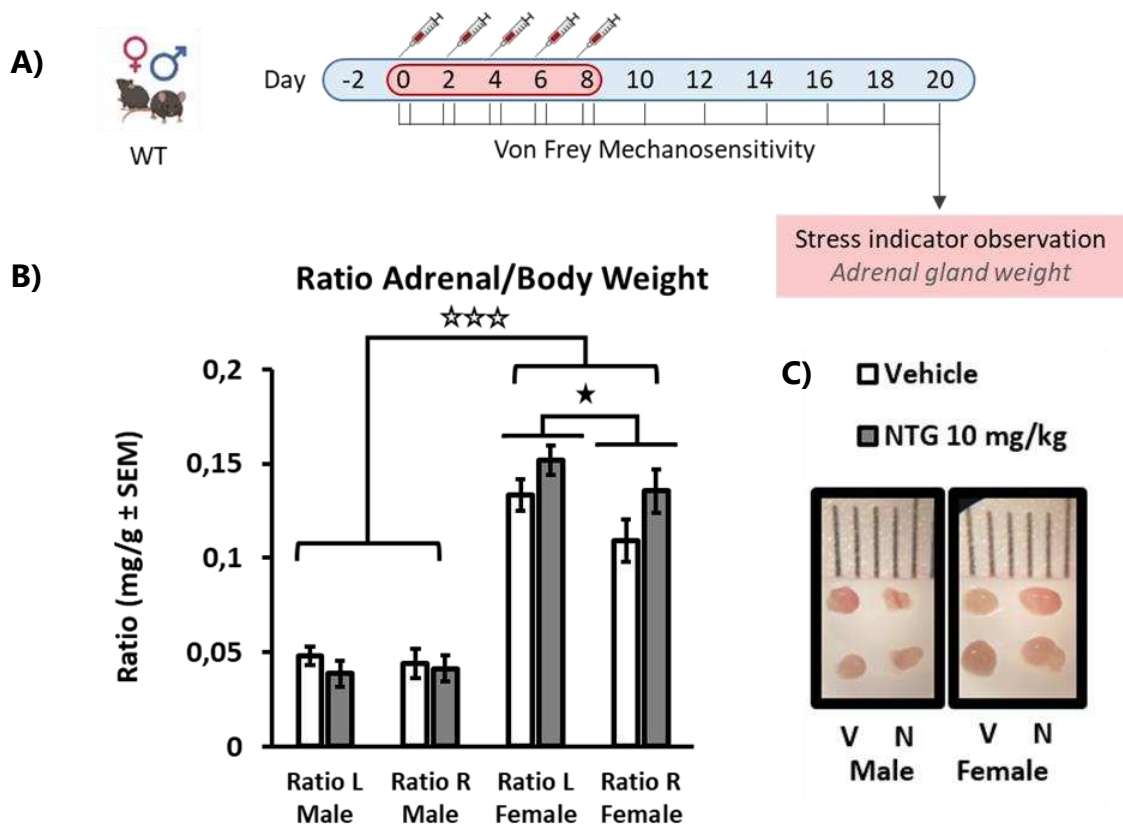 A)
WT
Day -2 0 2 4 6 8 10 12 14 16 18 20
Von Frey Mechanosensitivity
Stress indicator observation
Adrenal gland weight
B)
Ratio Adrenal/Body Weight
☆☆☆
★
Ratio (mg/g ± SEM)
0,2
0,15
0,1
0,05
0
Ratio L
Male
Ratio R
Male
Ratio L
Female
Ratio R
Female
C)
Vehicle
NTG 10 mg/kg
V N V N
Male Female